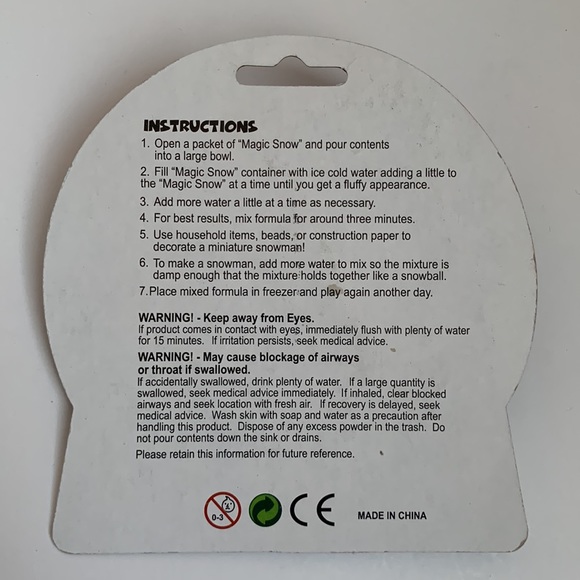 INSTRUCTIONS
1. Open a packet of "Magic Snow" and pour contents
into a large bowl.
2. Fill "Magic Snow" container with ice cold water adding a little to
the "Magic Snow" at a time until you get a fluffy appearance.
3. Add more water a little at a time as necessary.
4. For best results, mix formula for around three minutes.
5. Use household items, beads, or construction paper to
decorate a miniature snowman!
6. To make a snowman, add more water to mix so the mixture is
damp enough that the mixture holds together like a snowball.
7.Place mixed formula in freezer and play again another day.
WARNING! - Keep away from Eyes.
If product comes in contact with eyes, immediately flush with plenty of water
for 15 minutes. If irritation persists, seek medical advice.
WARNING! - May cause blockage of airways
or throat if swallowed.
If accidentally swallowed, drink plenty of water. If a large quantity is
swallowed, seek medical advice immediately. If inhaled, clear blocked
airways and seek location with fresh air. If recovery is delayed, seek
medical advice. Wash skin with soap and water as a precaution after
handling this product. Dispose of any excess powder in the trash. Do
not pour contents down the sink or drains.
Please retain this information for future reference.
0-3 CE MADE IN CHINA